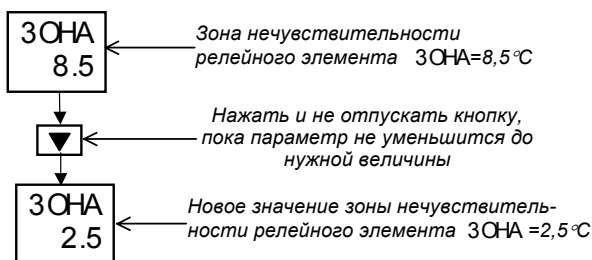 ЗОНА
8.5
Зона нечувствительности
релейного элемента ЗОНА=8,5°С
Нажать и не отпускать кнопку,
пока параметр не уменьшится до
нужной величины
ЗОНА
2.5
Новое значение зоны нечувствитель-
ности релейного элемента ЗОНА =2,5°С